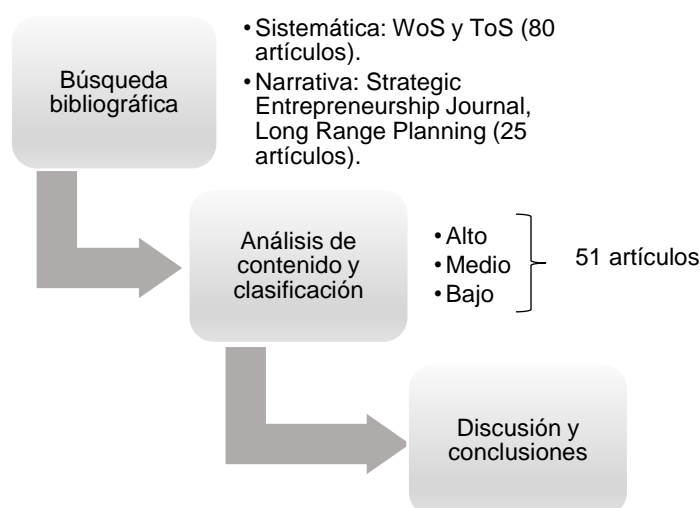 Búsqueda
bibliográfica
•Sistemática: WoS y ToS (80
artículos).
•Narrativa: Strategic
Entrepreneurship Journal,
Long Range Planning (25
artículos).
Análisis de
contenido y
clasificación
•Alto
•Medio
•Bajo
51 artículos
Discusión y
conclusiones